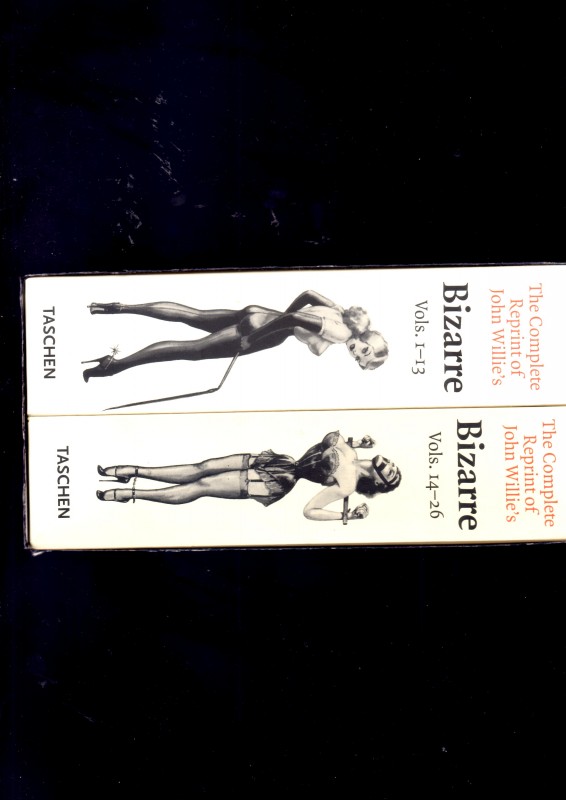 The Complete
Reprint of
John Willie's
Bizarre
Vols. 1–13
TASCHEN
The Complete
Reprint of
John Willie's
Bizarre
Vols. 14–26
TASCHEN